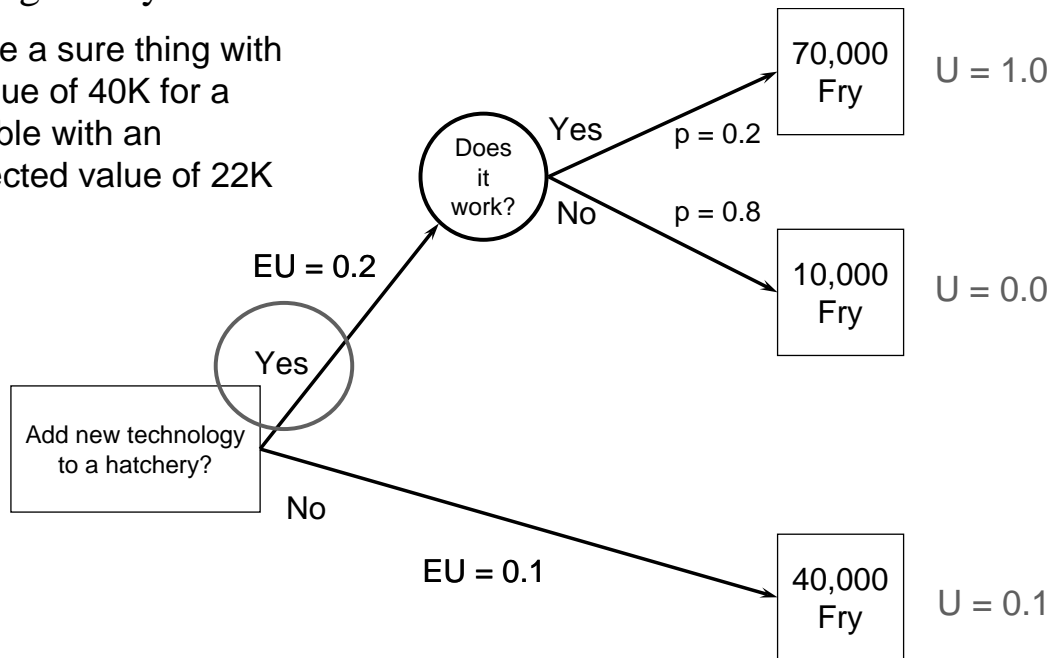 e a sure thing with
ue of 40K for a
ble with an
ected value of 22K
70,000
Fry
U = 1.0
Does
it
work?
Yes
p = 0.2
No
p = 0.8
10,000
Fry
U = 0.0
EU = 0.2
Yes
Add new technology
to a hatchery?
No
EU = 0.1
40,000
Fry
U = 0.1